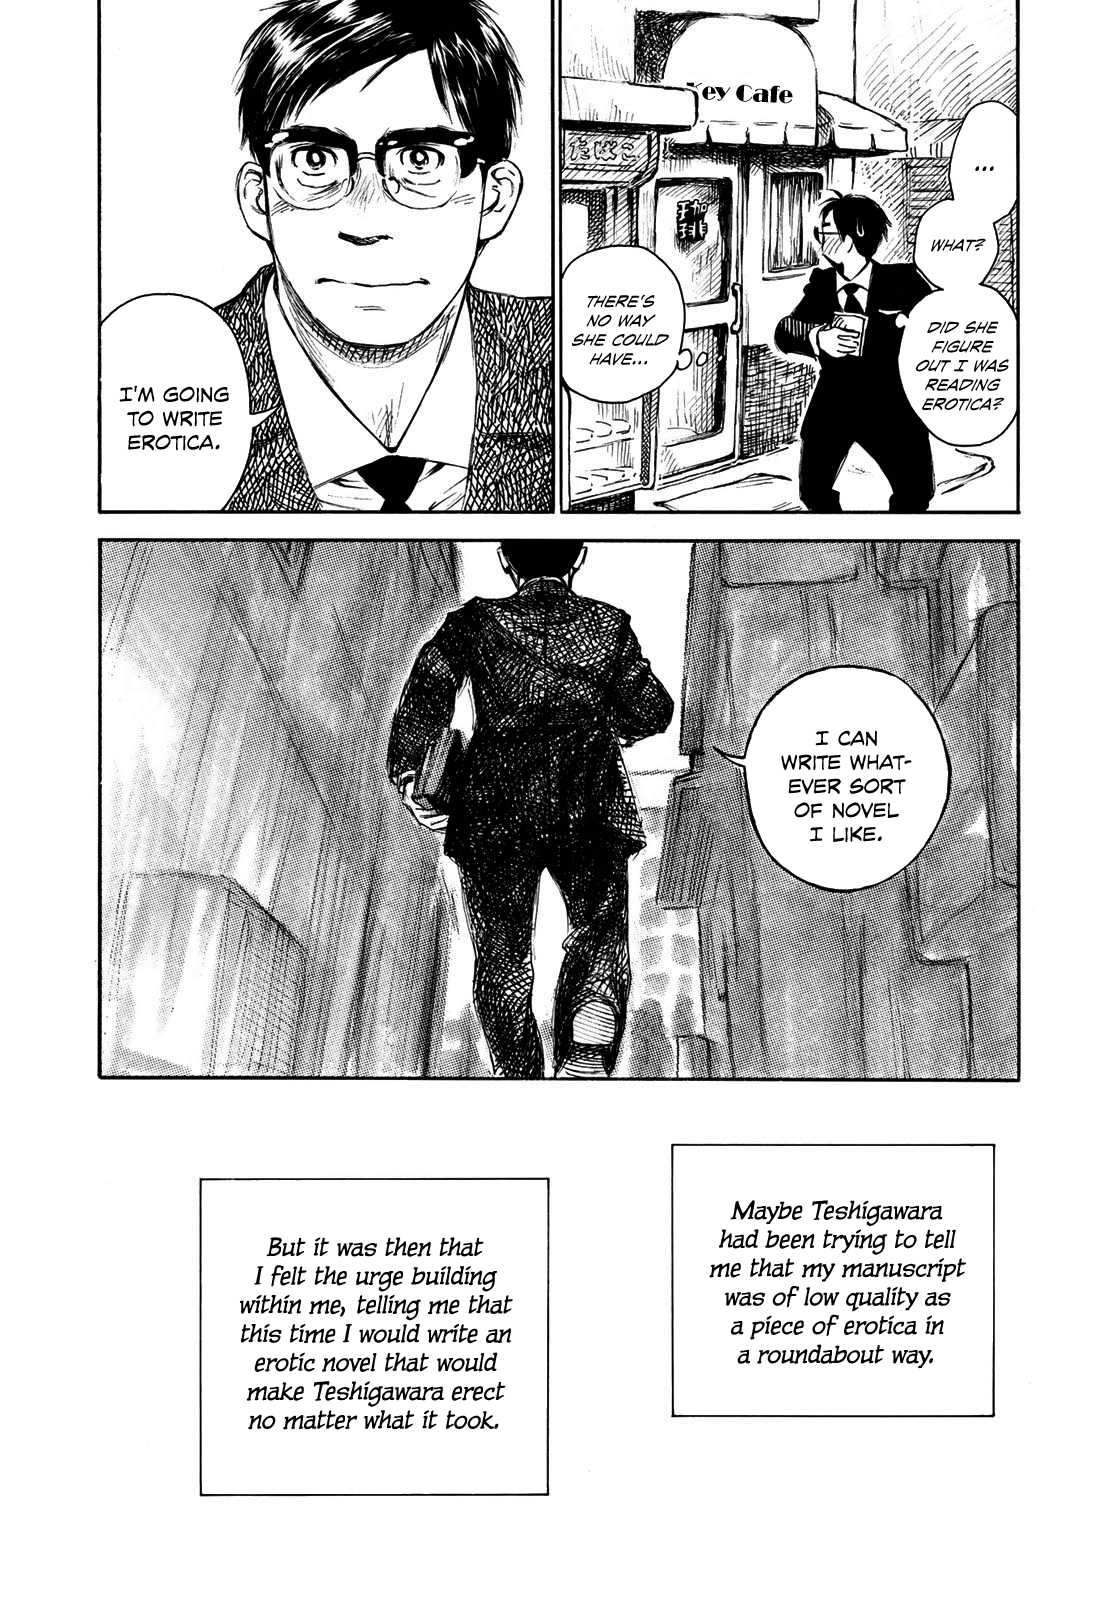 Key Cafe
たばこ
珈
琲
...
WHAT?
DID SHE
FIGURE
OUT I WAS
READING
EROTICA?
THERE'S
NO WAY
SHE COULD
HAVE...
I'M GOING
TO WRITE
EROTICA.
I CAN
WRITE WHAT-
EVER SORT
OF NOVEL
I LIKE.
Maybe Teshigawara
had been trying to tell
me that my manuscript
was of low quality as
a piece of erotica in
a roundabout way.
But it was then that
I felt the urge building
within me, telling me that
this time I would write an
erotic novel that would
make Teshigawara erect
no matter what it took.